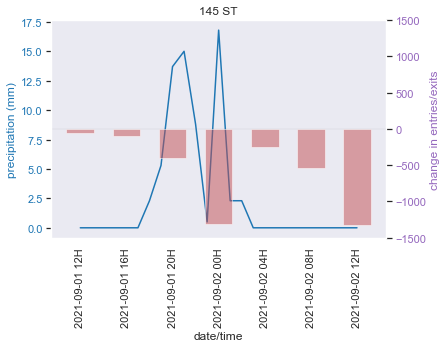 145 ST
17.5
15.0
12.5
10.0
7.5
5.0
2.5
0.0
precipitation (mm)
1500
1000
500
0
-500
-1000
-1500
change in entries/exits
2021-09-01 12H
2021-09-01 16H
2021-09-01 20H
2021-09-02 00H
2021-09-02 04H
2021-09-02 08H
2021-09-02 12H
date/time